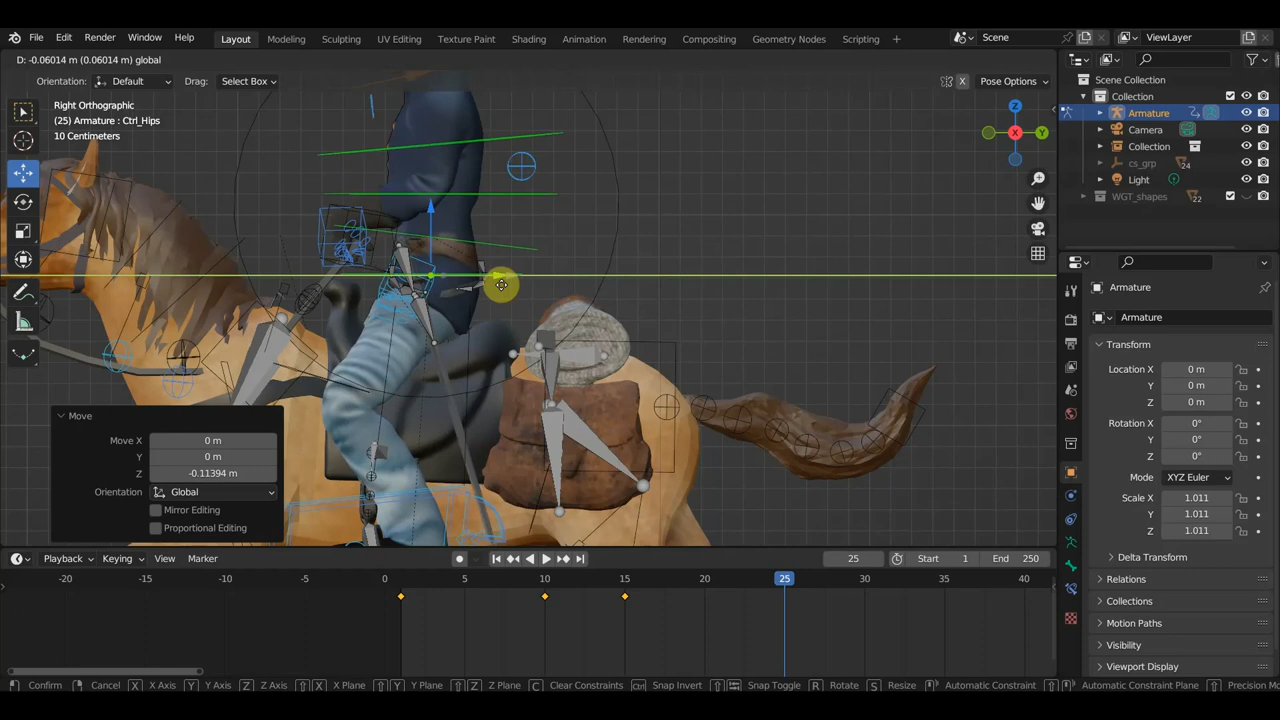 File Edit Render Window Help Layout Modeling Sculpting UV Editing Texture Paint Shading Animation Rendering Compositing Geometry Nodes Scripting + Scene ViewLayer
D: -0.06014 m (0.06014 m) global
Orientation: Default Drag: Select Box X Pose Options
Right Orthographic
(25) Armature : Ctrl_Hips
10 Centimeters
Z
X
Y
Scene Collection
Collection
Armature
Camera
Collection
cs_grp 24
Light
WGT_shapes 22
Armature
Armature
Transform
Location X 0 m
Y 0 m
Z 0 m
Rotation X 0°
Y 0°
Z 0°
Mode XYZ Euler
Scale X 1.011
Y 1.011
Z 1.011
Delta Transform
Relations
Collections
Motion Paths
Visibility
Viewport Display
Move
Move X 0 m
Y 0 m
Z -0.11394 m
Orientation Global
Mirror Editing
Proportional Editing
Playback Keying View Marker 25 Start 1 End 250
-20 -15 -10 -5 0 5 10 15 20 25 30 35 40
Confirm Cancel X X Axis Y Y Axis Z Z Axis X X Plane Y Y Plane Z Z Plane C Clear Constraints Ctrl Snap Invert Snap Toggle R Rotate S Resize Automatic Constraint Automatic Constraint Plane Precision Mo